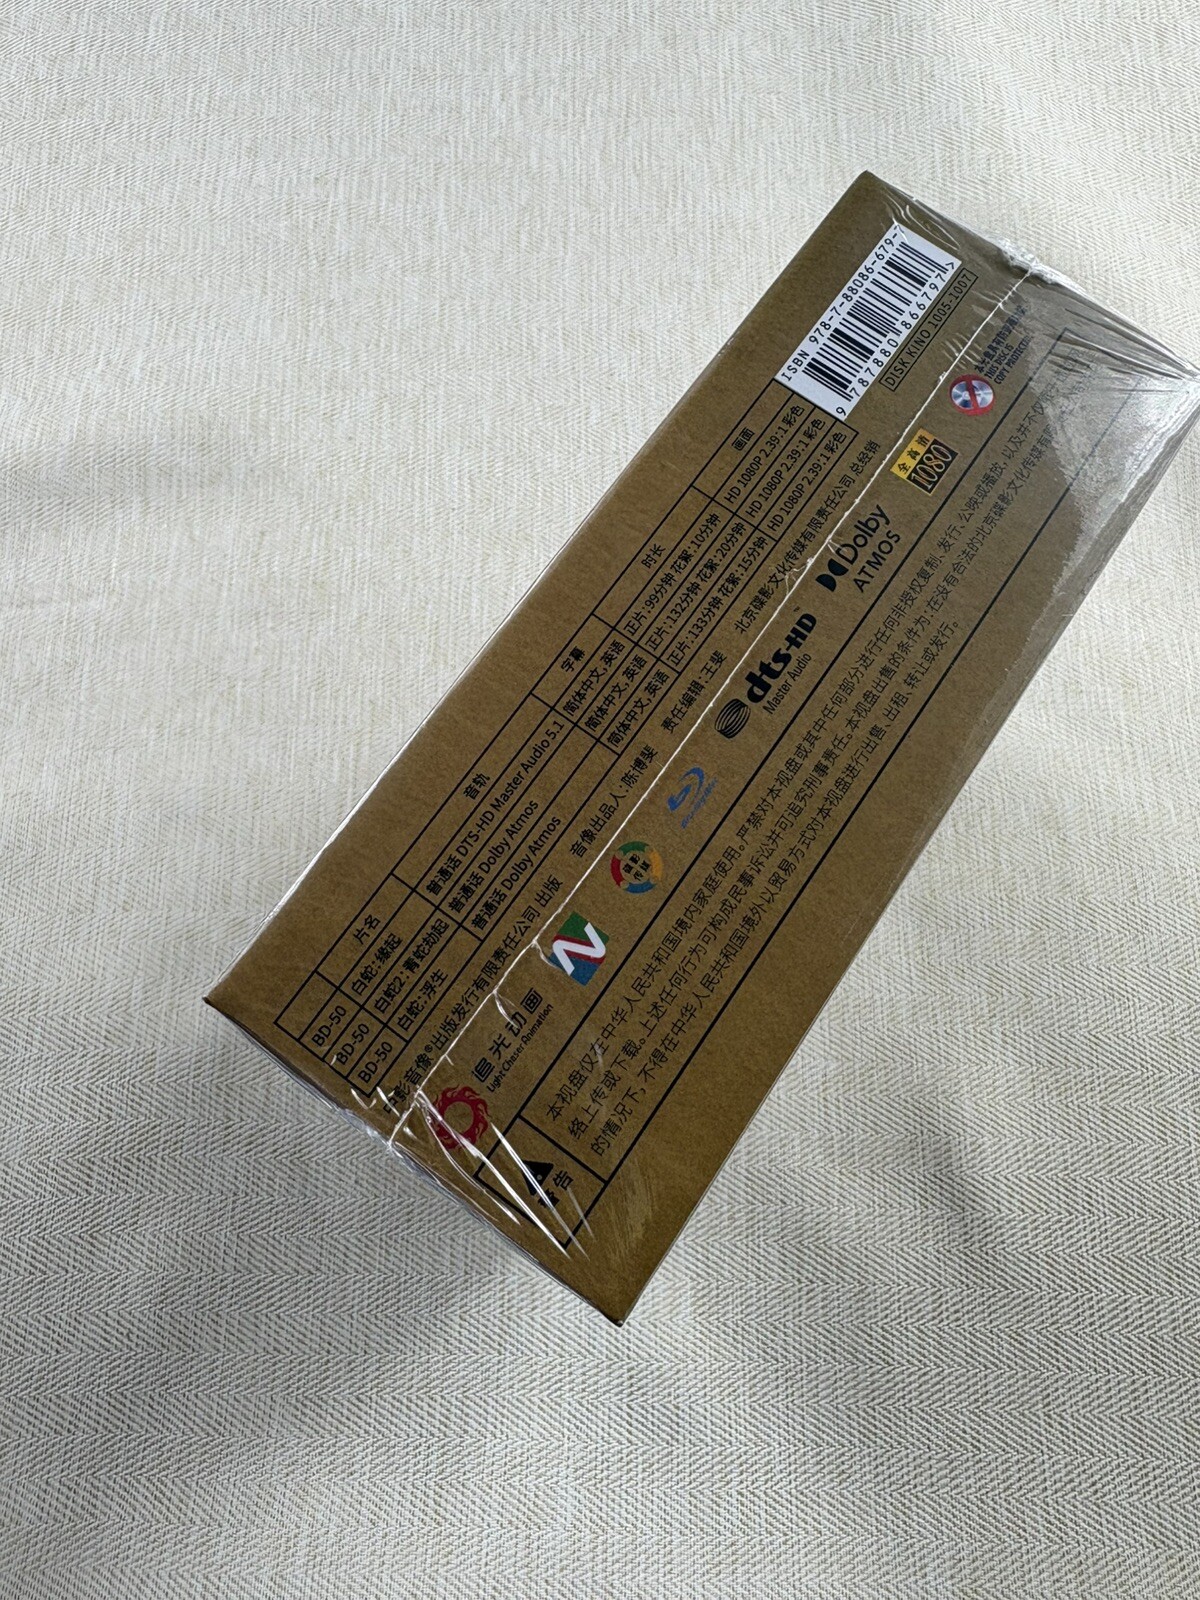 片名 音轨 字幕 时长 画面
BD-50 白蛇:缘起 普通话 DTS-HD Master Audio 5.1 简体中文,英语 正片:99分钟 花絮:10分钟 HD 1080P 2.39:1 彩色
BD-50 白蛇2:青蛇劫起 普通话 Dolby Atmos 简体中文,英语 正片:132分钟 花絮:20分钟 HD 1080P 2.39:1 彩色
BD-50 白蛇:浮生 普通话 Dolby Atmos 简体中文,英语 正片:133分钟 花絮:15分钟 HD 1080P 2.39:1 彩色
ISBN 978-7-88086-679-7
9 787880 866797 >
DISK KINO 1005-1007
中影音像®出版发行有限责任公司 出版 音像出品人:陈博斐 责任编辑:王斐 北京碟影文化传媒有限责任公司 总经销
追光动画
Light Chaser Animation
碟影
传媒
dts-HD
Master Audio
Dolby
ATMOS
全高清
1080
THIS DISC IS
COPY PROTECTED
警告
本视盘仅在中华人民共和国境内家庭使用。严禁对本视盘或其中任何部分进行任何非授权复制、发行、公映或播放,以及并不仅
络上传或下载。上述任何行为可构成民事诉讼并可追究刑事责任。本视盘出售的条件为:在没有合法的北京碟影文化传媒有
的情况下,不得在中华人民共和国境外以贸易方式对本视盘进行出售、出租、转让或发行。